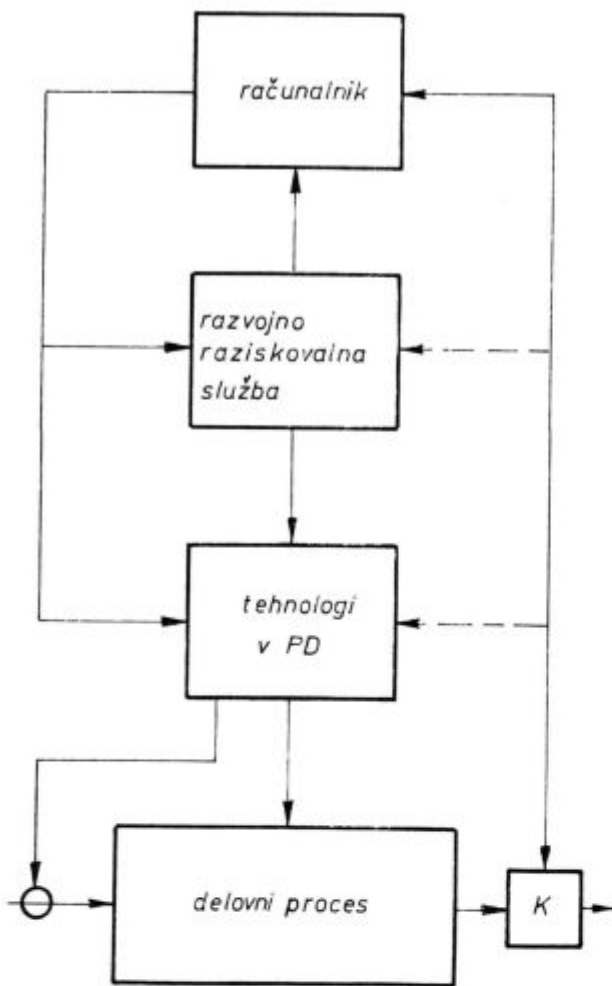 računalnik
razvojno
raziskovalna
služba
tehnologi
v PD
delovni proces
K